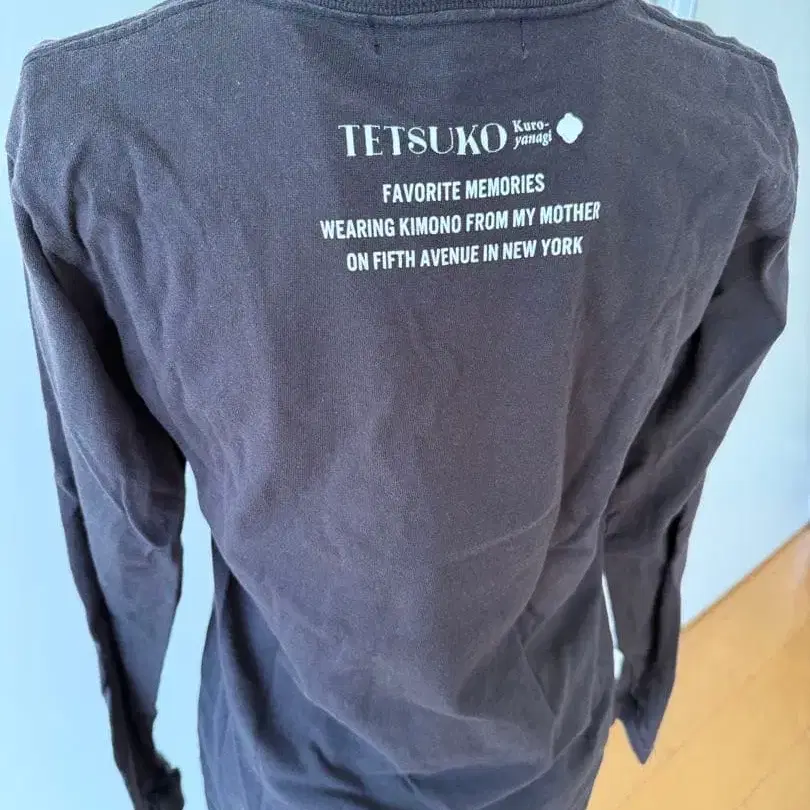 TETSUKO Kuro-
yanagi
FAVORITE MEMORIES
WEARING KIMONO FROM MY MOTHER
ON FIFTH AVENUE IN NEW YORK